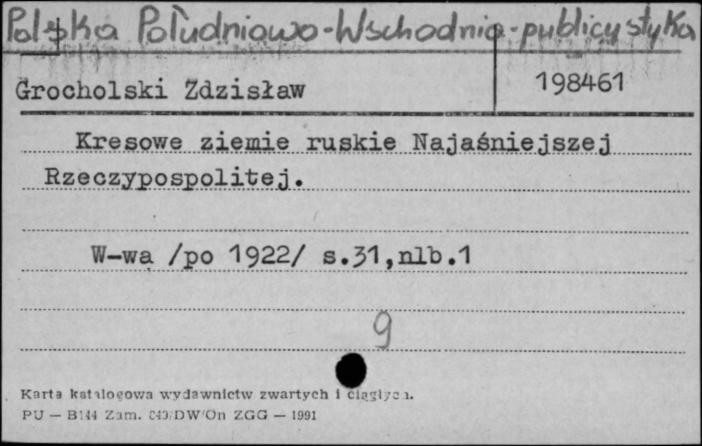 Polska Południowo-Wschodnia-publicystyka
Grocholski Zdzisław
198461
Kresowe ziemie ruskie Najaśniejszej
Rzeczypospolitej.
W-wa /po 1922/ s.31,nlb.1
9
Karta katalogowa wydawnictw zwartych i ciągłych.
PU — B144 Zam. 843/DW/On ZGG — 1991